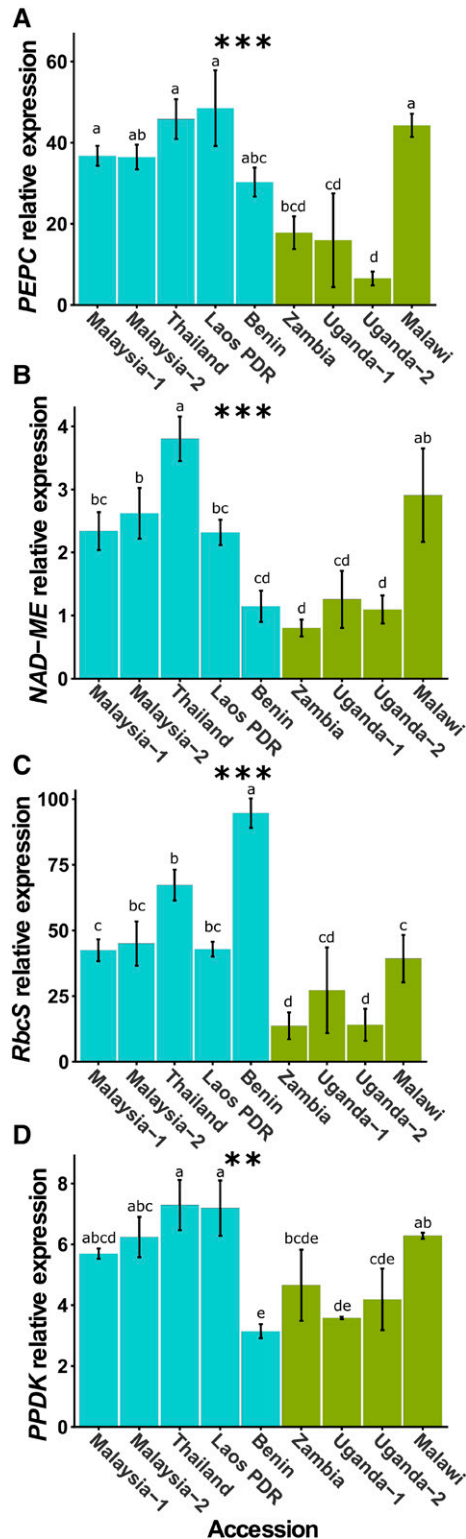 A
***
PEPC relative expression
60
40
20
0
a
ab
a
a
abc
bcd
cd
d
a
Malaysia-1
Malaysia-2
Thailand
Laos PDR
Benin
Zambia
Uganda-1
Uganda-2
Malawi
B
***
NAD-ME relative expression
4
3
2
1
0
bc
b
a
bc
cd
d
cd
d
ab
Malaysia-1
Malaysia-2
Thailand
Laos PDR
Benin
Zambia
Uganda-1
Uganda-2
Malawi
C
***
RbcS relative expression
100
75
50
25
0
c
bc
b
bc
a
d
cd
d
c
Malaysia-1
Malaysia-2
Thailand
Laos PDR
Benin
Zambia
Uganda-1
Uganda-2
Malawi
D
**
PPDK relative expression
8
6
4
2
0
abcd
abc
a
a
e
bcde
de
cde
ab
Malaysia-1
Malaysia-2
Thailand
Laos PDR
Benin
Zambia
Uganda-1
Uganda-2
Malawi
Accession